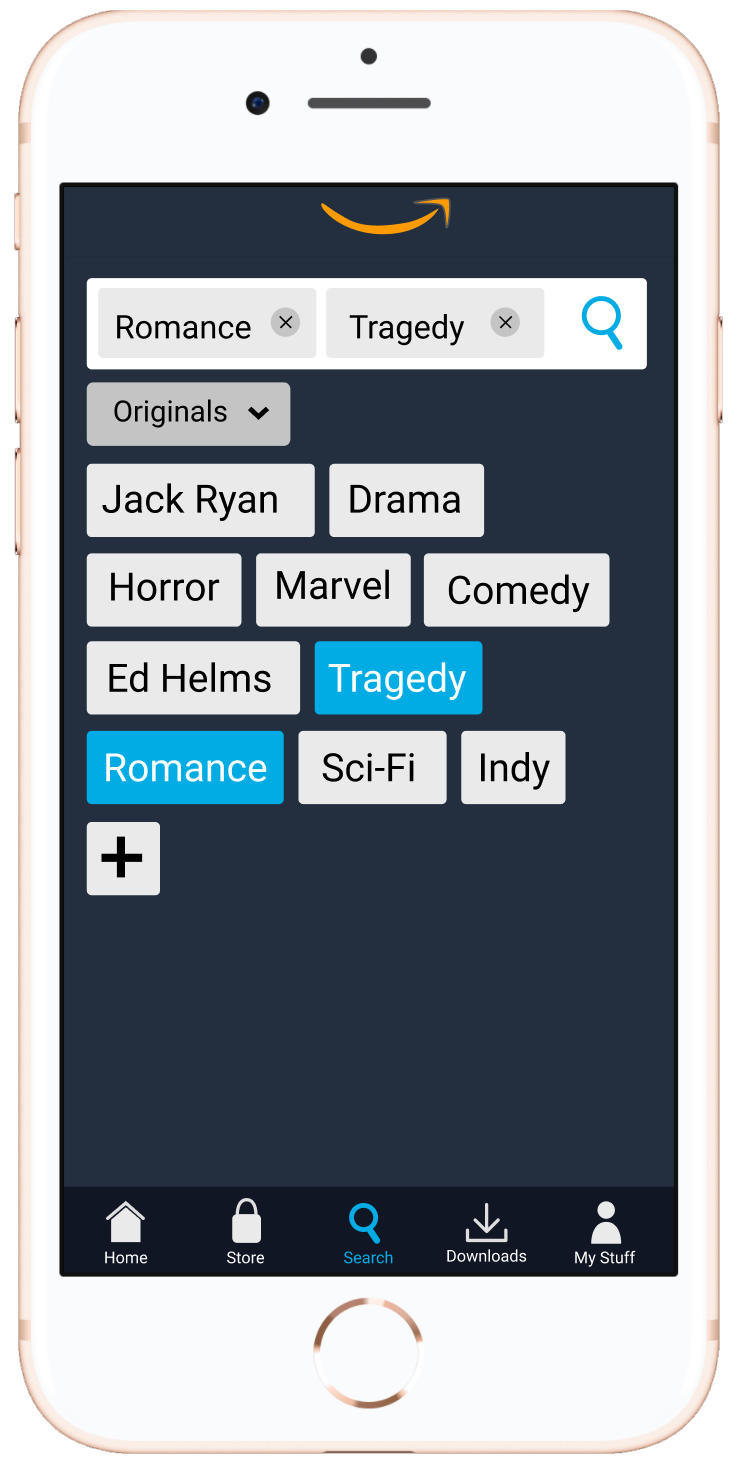 Romance Tragedy
Originals
Jack Ryan Drama
Horror Marvel Comedy
Ed Helms Tragedy
Romance Sci-Fi Indy
+
Home Store Search Downloads My Stuff